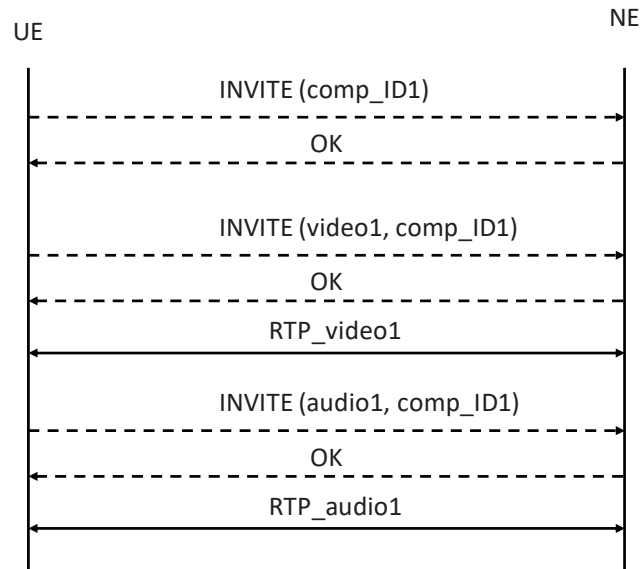 NE
UE
INVITE (comp_ID1)
OK
INVITE (video1, comp_ID1)
OK
RTP_video1
INVITE (audio1, comp_ID1)
OK
RTP_audio1